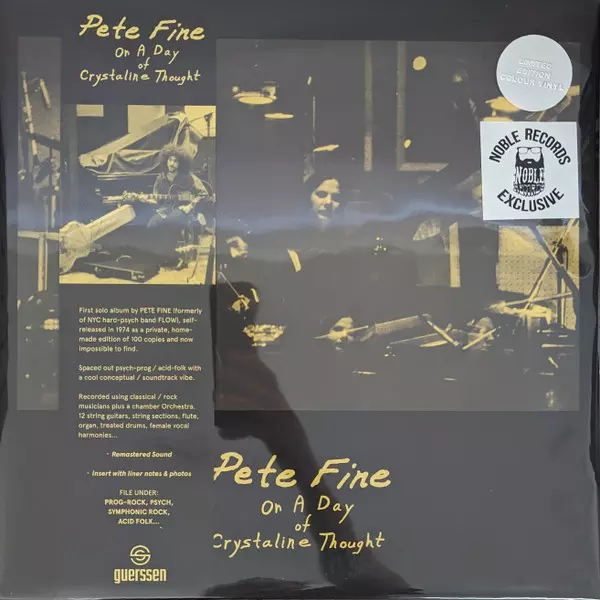 Pete Fine
On A Day
of
Crystaline Thought
First solo album by PETE FINE (formerly
of NYC hard-psych band FLOW), self-
released in 1974 as a private, home-
made edition of 100 copies and now
impossible to find.
Spaced out psych-prog / acid-folk with
a cool conceptual / soundtrack vibe.
Recorded using classical / rock
musicians plus a chamber Orchestra.
12 string guitars, string sections, flute,
organ, treated drums, female vocal
harmonies...
· Remastered Sound
· Insert with liner notes & photos
FILE UNDER:
PROG-ROCK, PSYCH,
SYMPHONIC ROCK,
ACID FOLK...
guerssen
LIMITED
EDITION
COLOUR VINYL
NOBLE RECORDS
NOBLE
EXCLUSIVE
Pete Fine
On A Day
of
Crystaline Thought